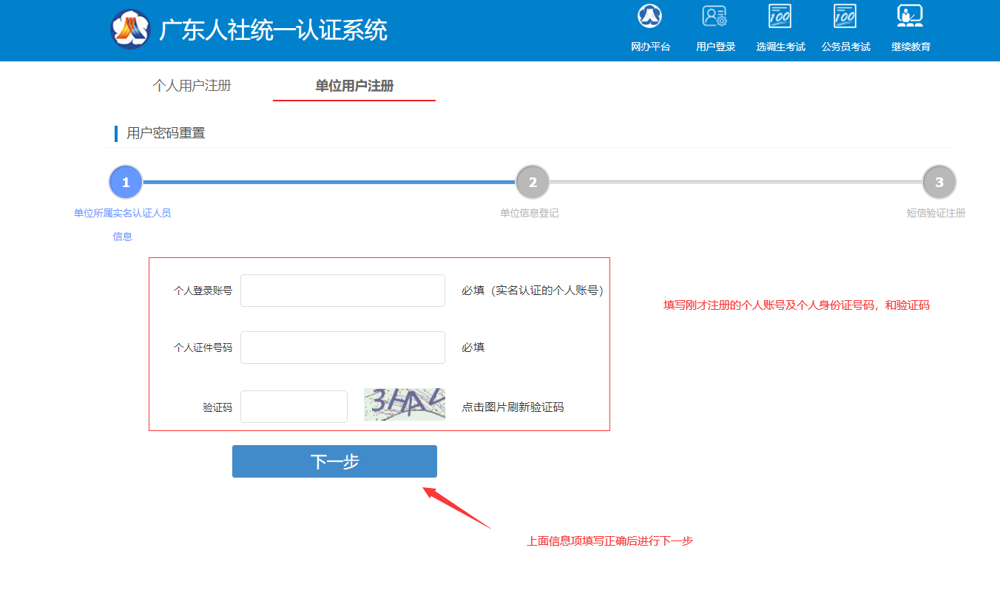 广东人社统一认证系统
网办平台
用户登录
100
选调生考试
100
公务员考试
继续教育
个人用户注册
单位用户注册
用户密码重置
1
2
3
单位所属实名认证人员
信息
单位信息登记
短信验证注册
个人登录账号
必填（实名认证的个人账号）
填写刚才注册的个人账号及个人身份证号码，和验证码
个人证件号码
必填
验证码
点击图片刷新验证码
下一步
上面信息项填写正确后进行下一步